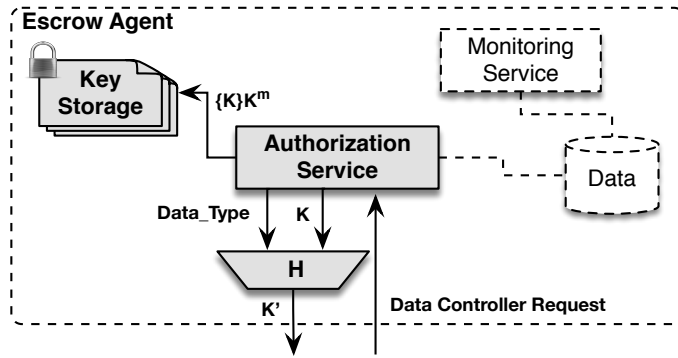 Escrow Agent
Key
Storage
{K}K^m
Monitoring
Service
Authorization
Service
Data
Data_Type
K
H
K'
Data Controller Request